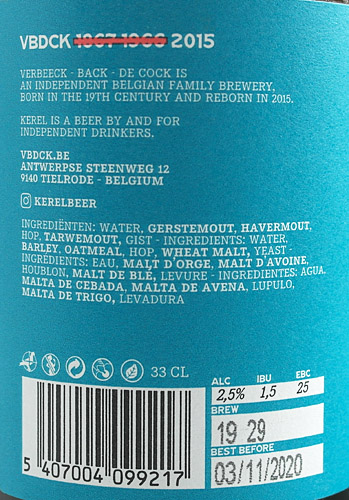 VBDCK 1867 1966 2015
VERBEECK - BACK - DE COCK IS
AN INDEPENDENT BELGIAN FAMILY BREWERY,
BORN IN THE 19TH CENTURY AND REBORN IN 2015.
KEREL IS A BEER BY AND FOR
INDEPENDENT DRINKERS.
VBDCK.BE
ANTWERPSE STEENWEG 12
9140 TIELRODE - BELGIUM
KERELBEER
INGREDIËNTEN: WATER, GERSTEMOUT, HAVERMOUT,
HOP, TARWEMOUT, GIST - INGREDIENTS: WATER,
BARLEY, OATMEAL, HOP, WHEAT MALT, YEAST -
INGRÉDIENTS: EAU, MALT D'ORGE, MALT D'AVOINE,
HOUBLON, MALT DE BLÉ, LEVURE - INGREDIENTES: AGUA,
MALTA DE CEBADA, MALTA DE AVENA, LUPULO,
MALTA DE TRIGO, LEVADURA
33 CL
ALC IBU EBC
2,5% 1,5 25
BREW
19 29
BEST BEFORE
03/11/2020
5 407004 099217